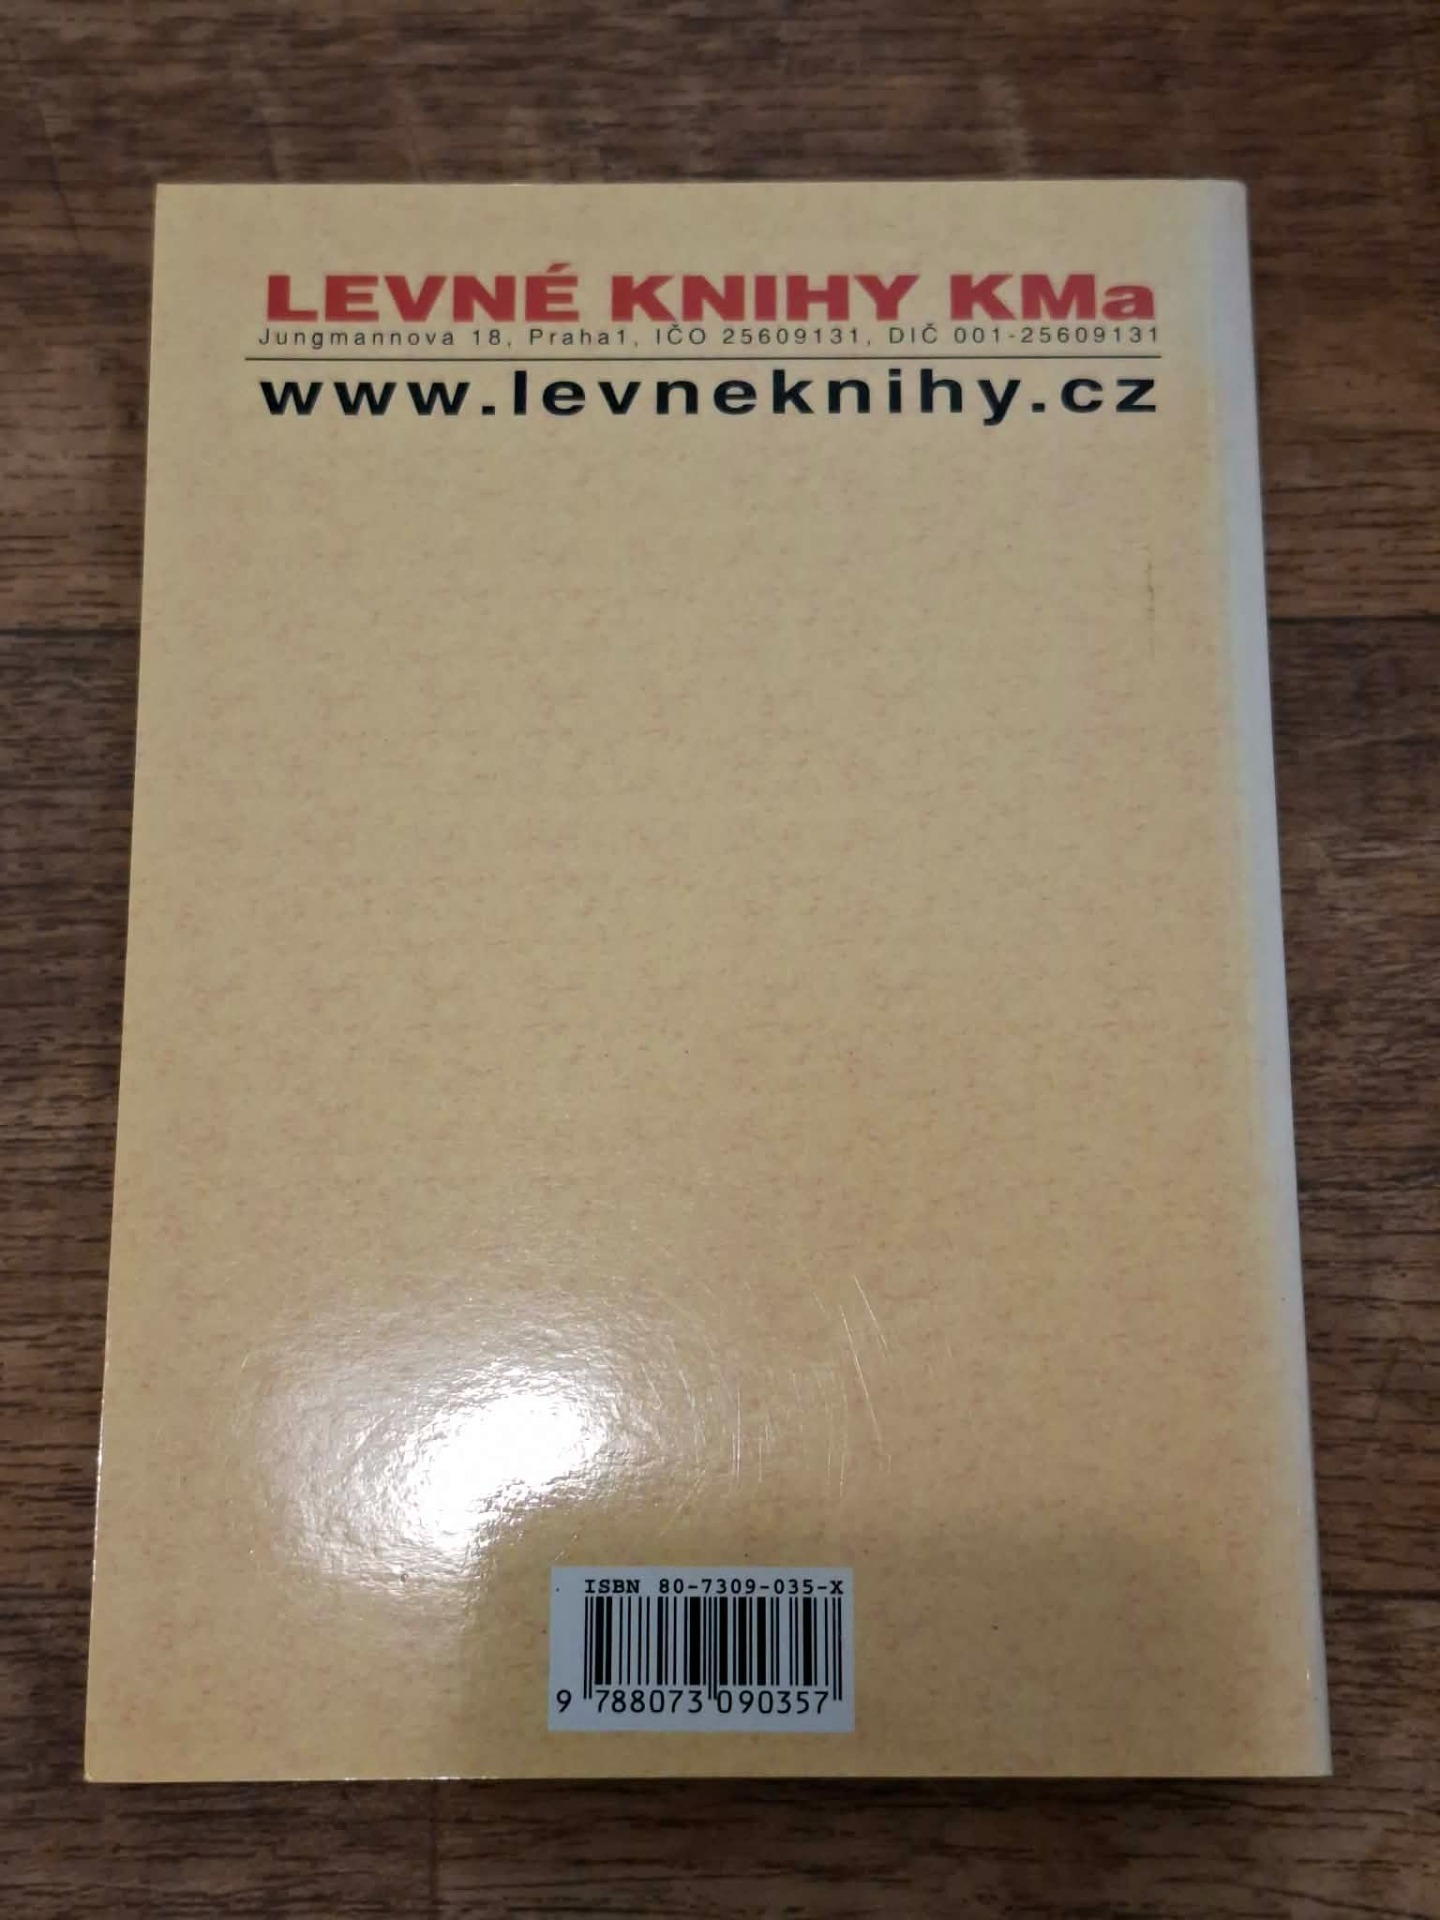 LEVNÉ KNIHY KMa
Jungmannova 18, Praha1, IČO 25609131, DIČ 001-25609131
www.levneknihy.cz
ISBN 80-7309-035-X
9 788073 090357